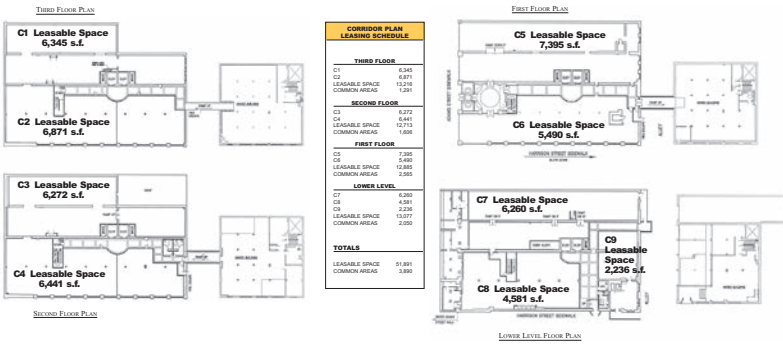 THIRD FLOOR PLAN
C1 Leasable Space
6,345 s.f.
C2 Leasable Space
6,871 s.f.
C3 Leasable Space
6,272 s.f.
C4 Leasable Space
6,441 s.f.
SECOND FLOOR PLAN
CORRIDOR PLAN
LEASING SCHEDULE
THIRD FLOOR
C1 6,345
C2 6,871
LEASABLE SPACE 13,216
COMMON AREAS 1,291
SECOND FLOOR
C3 6,272
C4 6,441
LEASABLE SPACE 12,713
COMMON AREAS 1,606
FIRST FLOOR
C5 7,395
C6 5,490
LEASABLE SPACE 12,885
COMMON AREAS 2,565
LOWER LEVEL
C7 6,260
C8 4,581
C9 2,236
LEASABLE SPACE 13,077
COMMON AREAS 2,050
TOTALS
LEASABLE SPACE 51,891
COMMON AREAS 3,890
FIRST FLOOR PLAN
C5 Leasable Space
7,395 s.f.
C6 Leasable Space
5,490 s.f.
HARRISON STREET SIDEWALK
ALLEY
C7 Leasable Space
6,260 s.f.
C9
Leasable
Space
2,236 s.f.
C8 Leasable Space
4,581 s.f.
ALLEY
HARRISON STREET SIDEWALK
LOWER LEVEL FLOOR PLAN